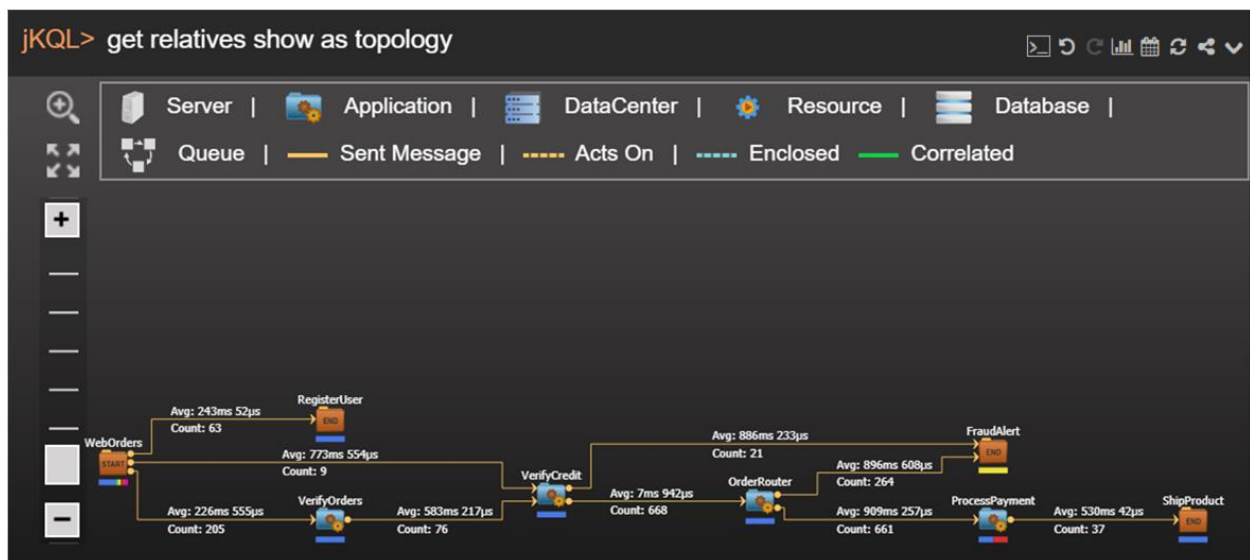 jKQL> get relatives show as topology
Server | Application | DataCenter | Resource | Database |
Queue | Sent Message | Acts On | Enclosed Correlated
+
RegisterUser
Avg: 243ms 52µs
END
Count: 63
WebOrders
START
Avg: 773ms 554µs
Count: 9
Avg: 886ms 233µs
Count: 21
FraudAlert
END
VerifyCredit
Avg: 896ms 608µs
Count: 264
OrderRouter
Avg: 7ms 942µs
Count: 668
Avg: 226ms 555µs
Count: 205
VerifyOrders
Avg: 583ms 217µs
Count: 76
Avg: 909ms 257µs
Count: 661
ProcessPayment
Avg: 530ms 42µs
Count: 37
ShipProduct
END
−